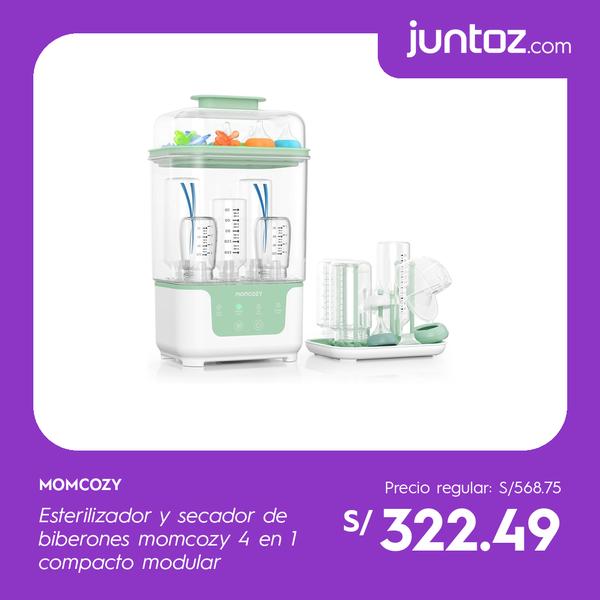 juntoz.com
momcozy
MOMCOZY
Esterilizador y secador de
biberones momcozy 4 en 1
compacto modular
Precio regular: S/568.75
S/322.49